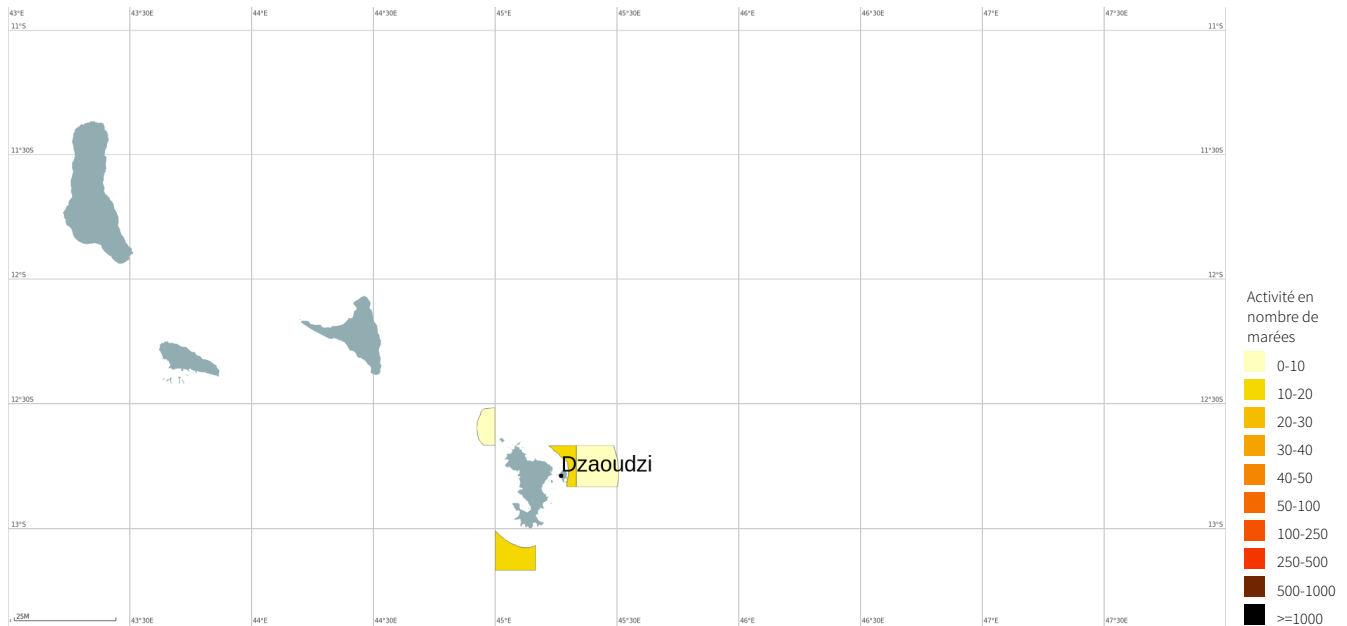 43°E 43°30E 44°E 44°30E 45°E 45°30E 46°E 46°30E 47°E 47°30E
11°S 11°S
11°30S 11°30S
12°S 12°S
Activité en
nombre de
marées
0-10
10-20
12°30S 12°30S
20-30
30-40
Dzaoudzi
40-50
50-100
13°S 13°S
100-250
250-500
500-1000
25M
>=1000
43°30E 44°E 44°30E 45°E 45°30E 46°E 46°30E 47°E 47°30E